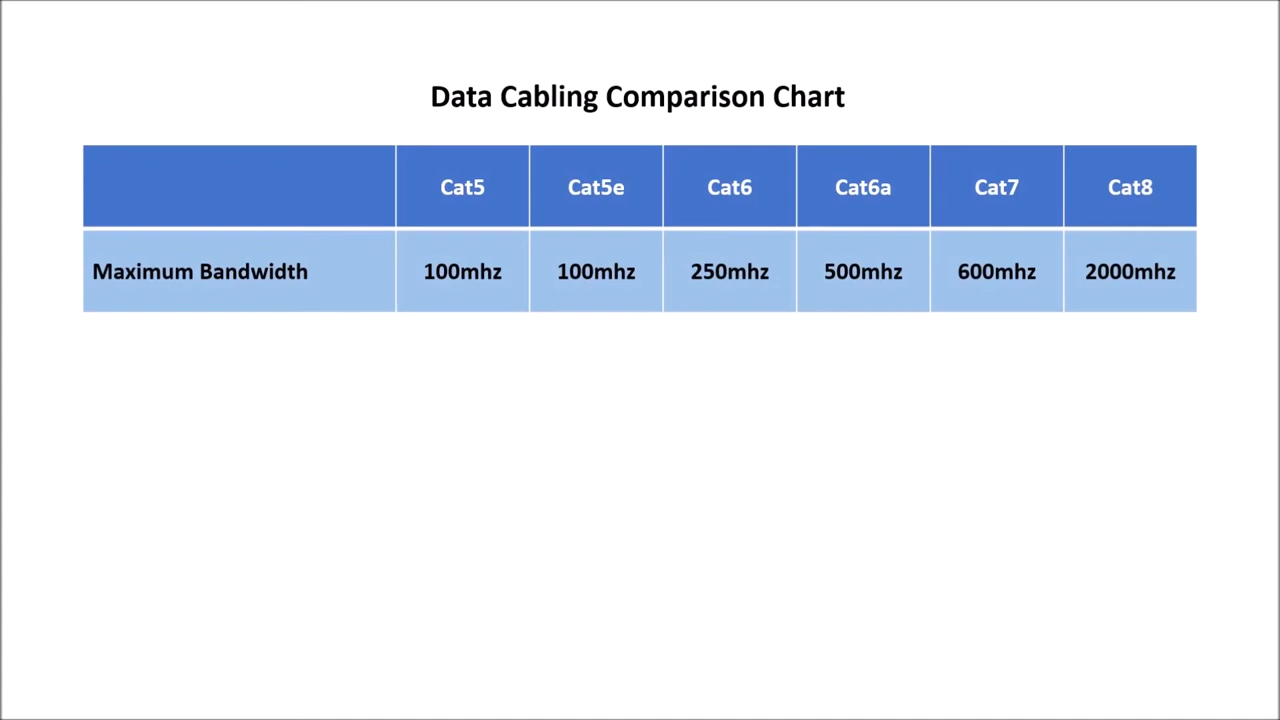 Data Cabling Comparison Chart
Cat5 Cat5e Cat6 Cat6a Cat7 Cat8
Maximum Bandwidth 100mhz 100mhz 250mhz 500mhz 600mhz 2000mhz